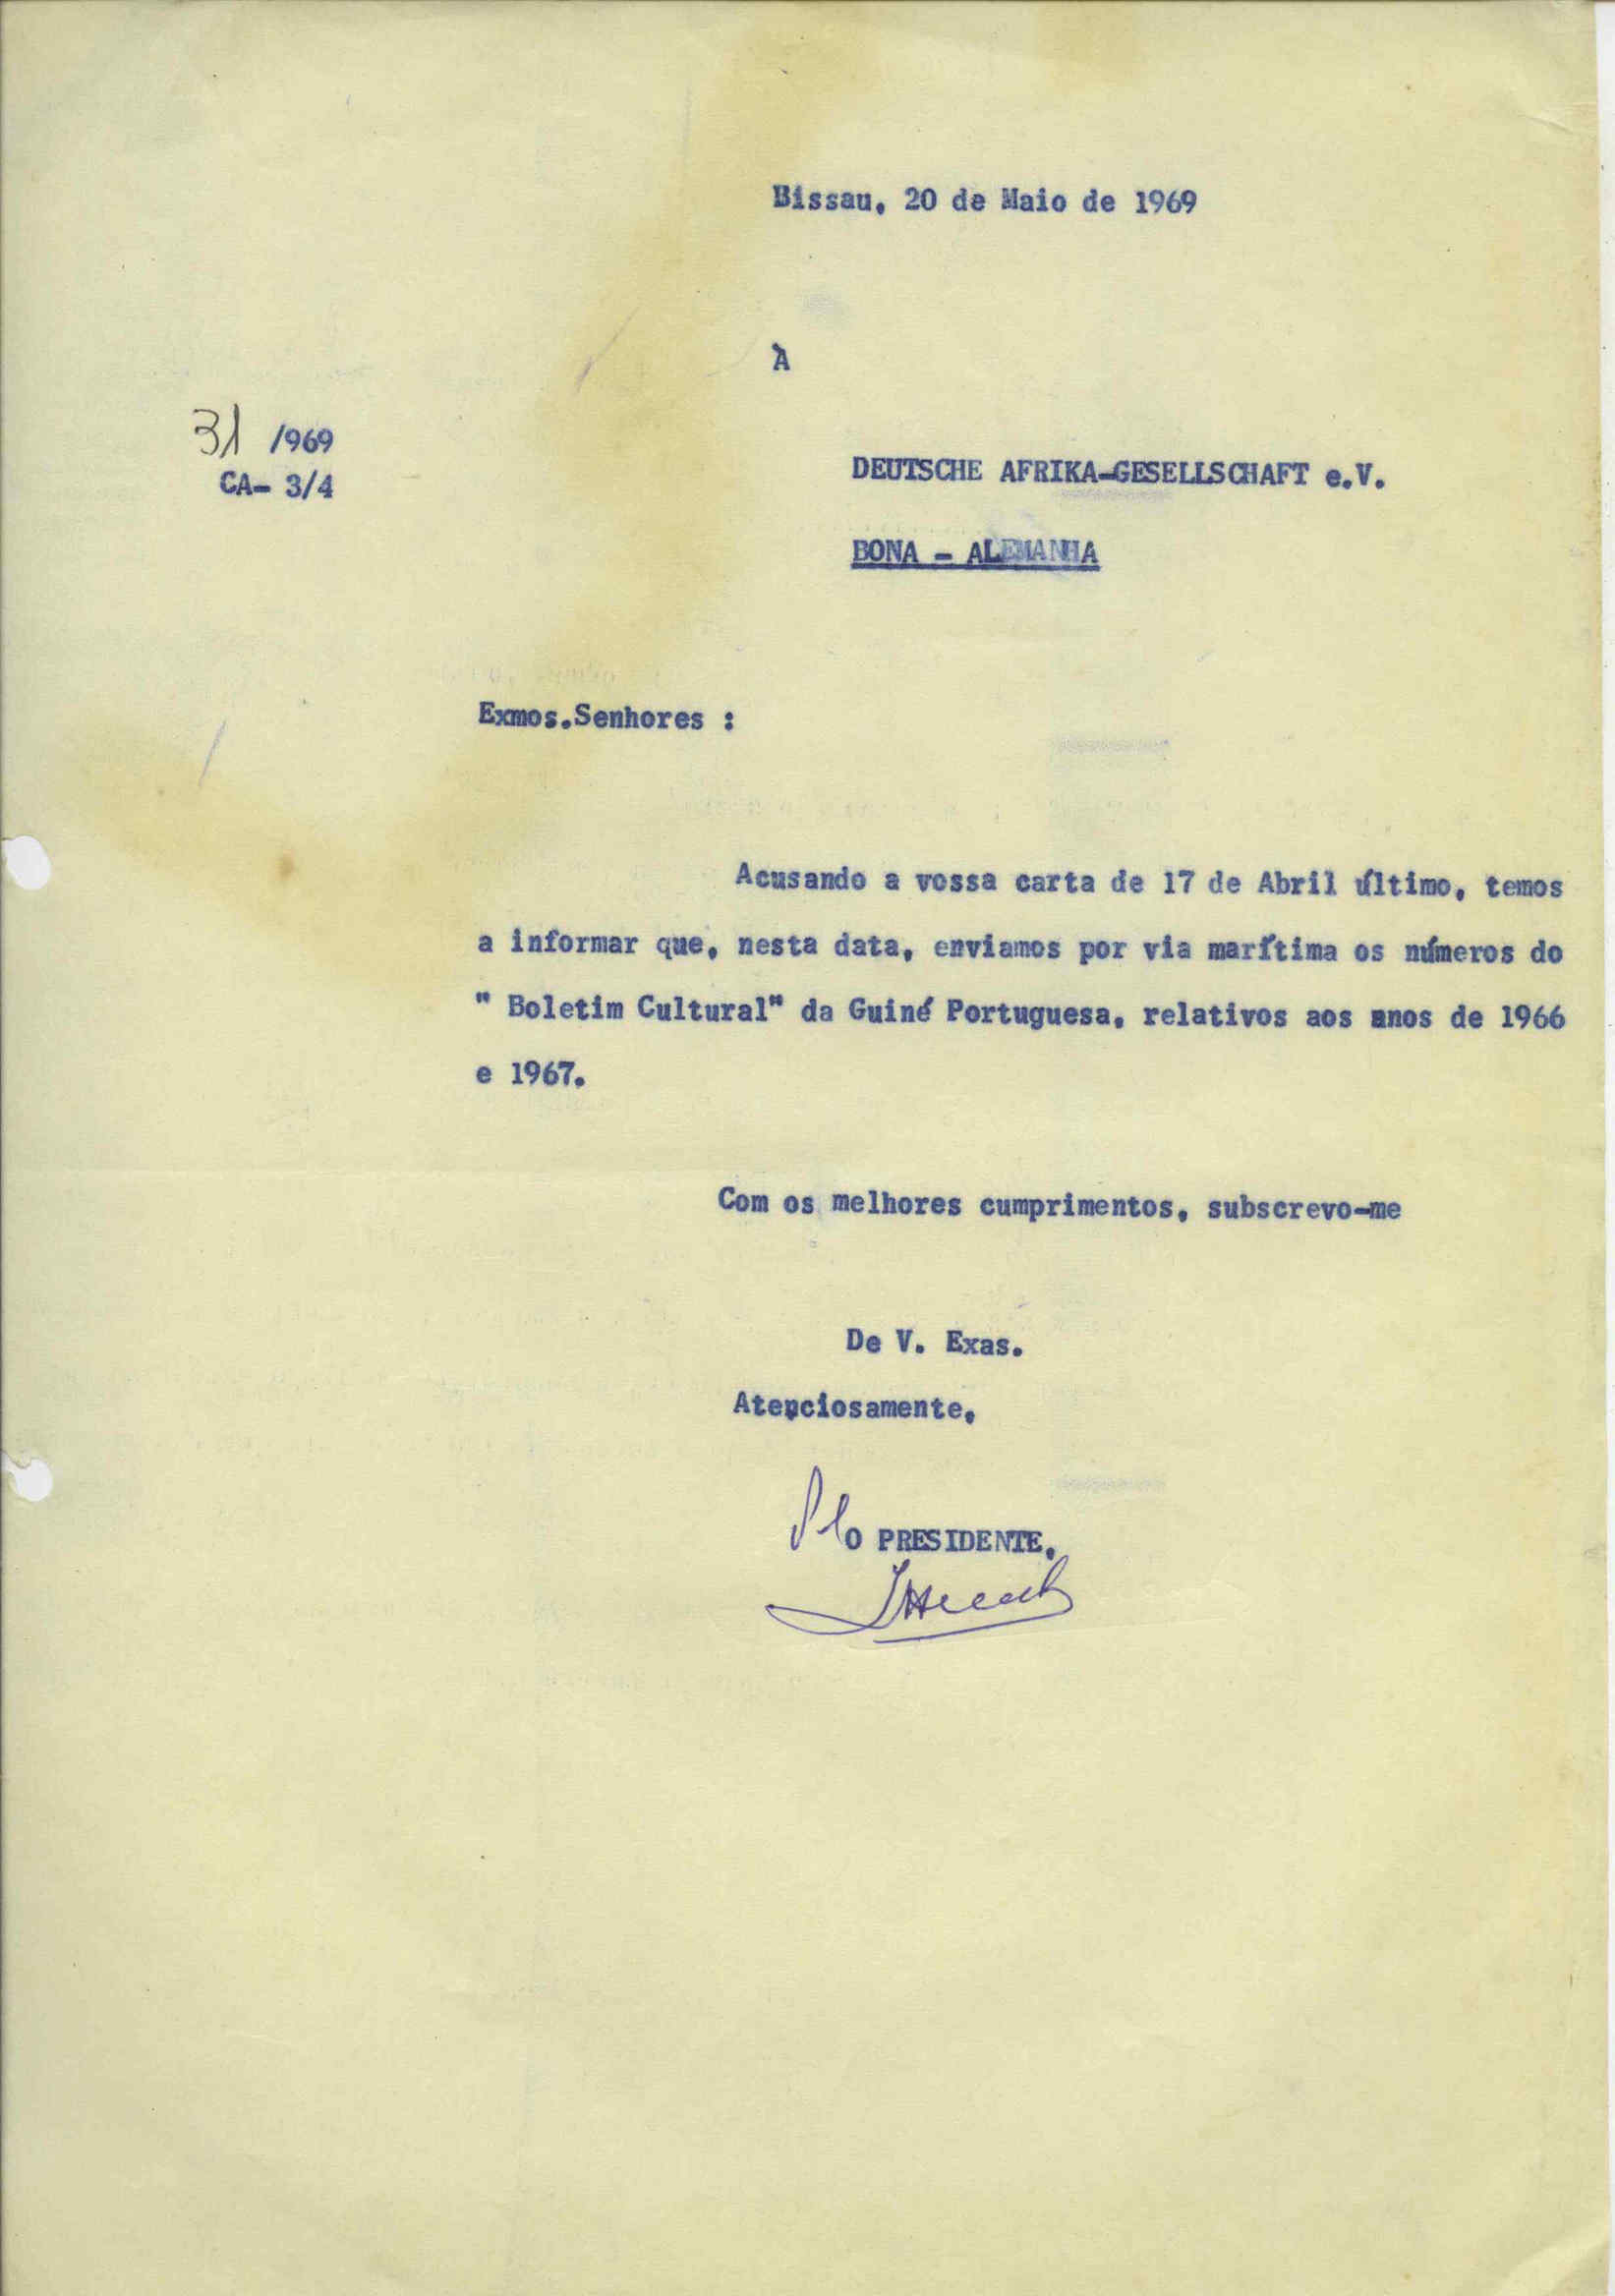 Bissau, 20 de Maio de 1969
À
31 /969
CA- 3/4
DEUTSCHE AFRIKA-GESELLSCHAFT e.V.
BONA - ALEMANHA
Exmos.Senhores :
Acusando a vossa carta de 17 de Abril último, temos
a informar que, nesta data, enviamos por via marítima os números do
" Boletim Cultural" da Guiné Portuguesa, relativos aos anos de 1966
e 1967.
Com os melhores cumprimentos, subscrevo-me
De V. Exas.
Atenciosamente,
P/O PRESIDENTE,